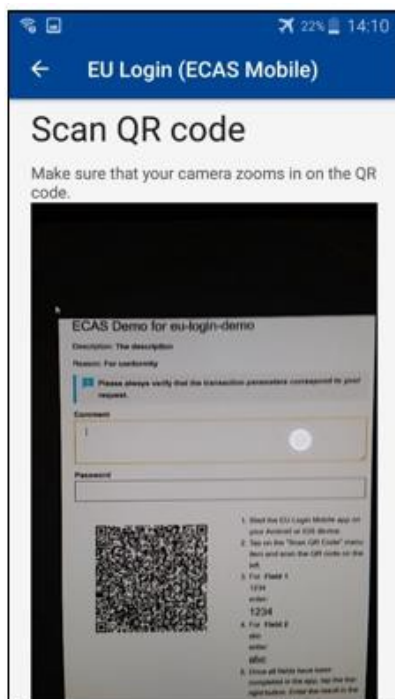 22% 14:10
EU Login (ECAS Mobile)
Scan QR code
Make sure that your camera zooms in on the QR
code.
ECAS Demo for eu-login-demo
Description: The description
Reason: For conformity
Please always verify that the transaction parameters correspond to your
request.
Comment
Password
1. Start the EU Login Mobile app on
your Android or iOS device.
2. Tap on the "Scan QR Code" menu
item and scan the QR code on the
left.
3. For Field 1
1234
enter:
1234
4. For Field 2
abc
enter:
abc
5. Once all fields have been
completed in the app, tap the
right button. Enter the result in the